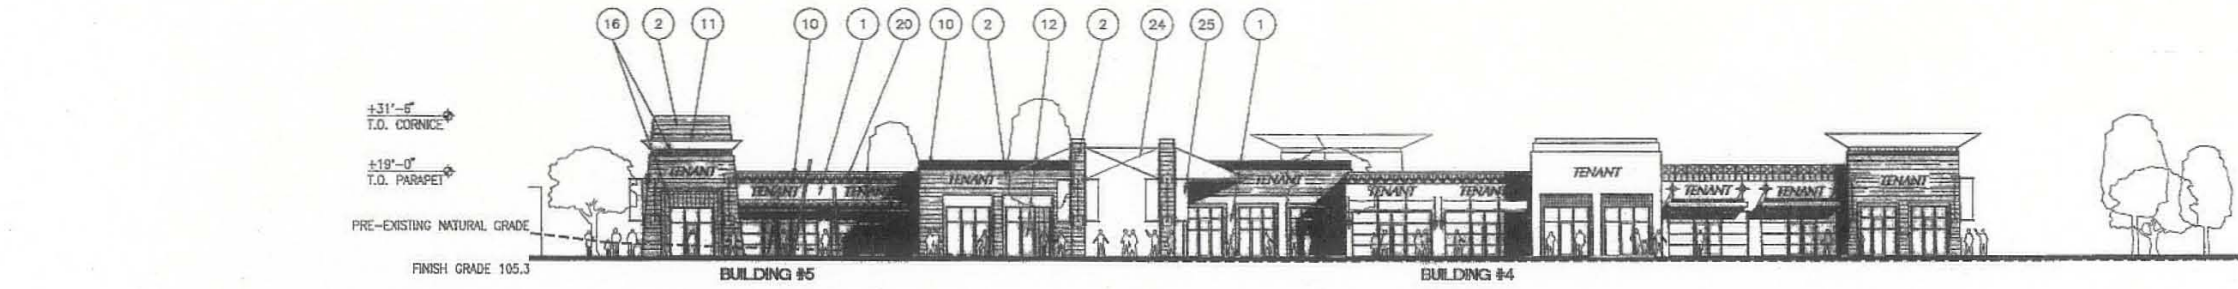 16 2 11 10 1 20 10 2 12 2 24 25 1
+31'-6"
T.O. CORNICE
+19'-0"
T.O. PARAPET
TENANT TENANT TENANT TENANT TENANT TENANT TENANT TENANT TENANT TENANT TENANT
PRE-EXISTING NATURAL GRADE
FINISH GRADE 105.3
BUILDING #5 BUILDING #4